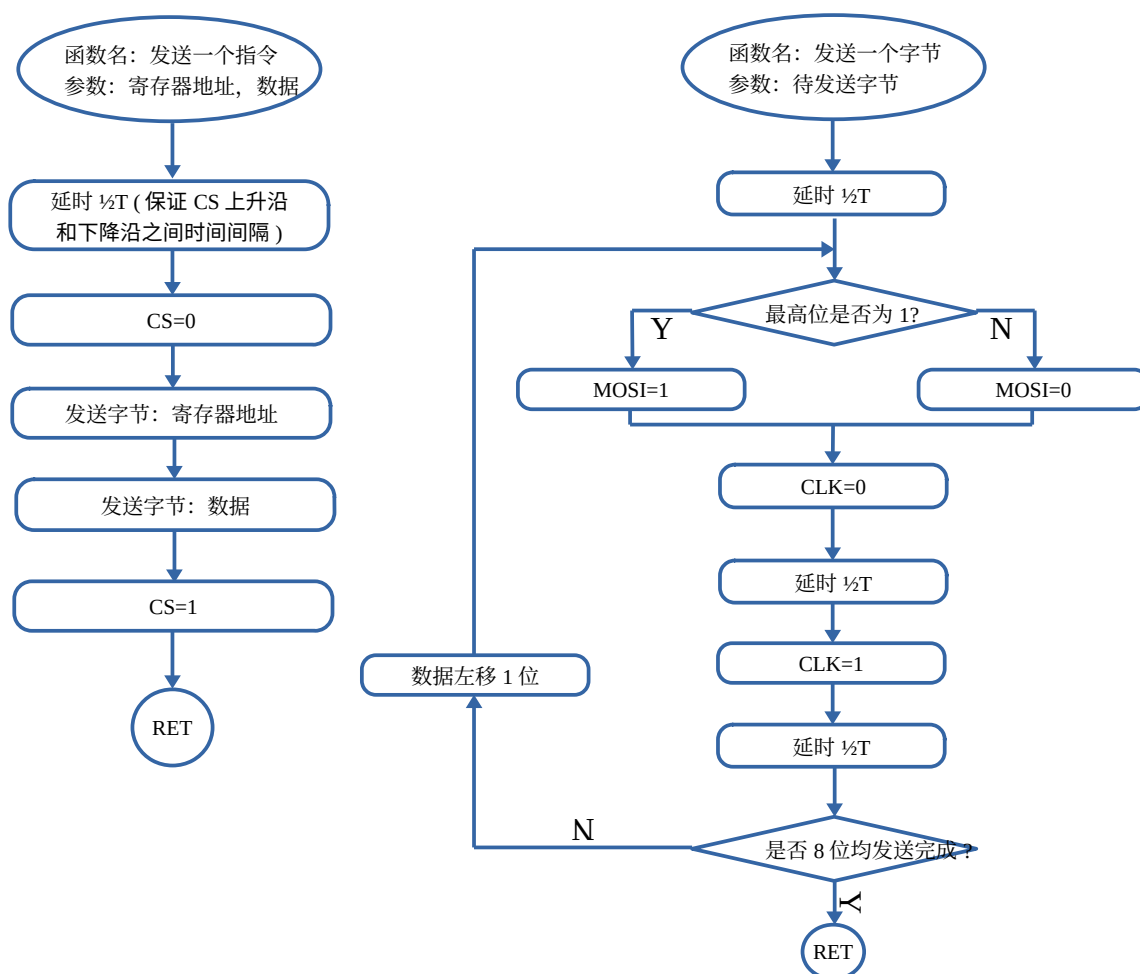 函数名：发送一个指令
参数：寄存器地址，数据
延时 ½T ( 保证 CS 上升沿
和下降沿之间时间间隔 )
CS=0
发送字节：寄存器地址
发送字节：数据
CS=1
RET
函数名：发送一个字节
参数：待发送字节
延时 ½T
最高位是否为 1?
Y
N
MOSI=1
MOSI=0
CLK=0
延时 ½T
CLK=1
延时 ½T
是否 8 位均发送完成 ?
N
数据左移 1 位
Y
RET